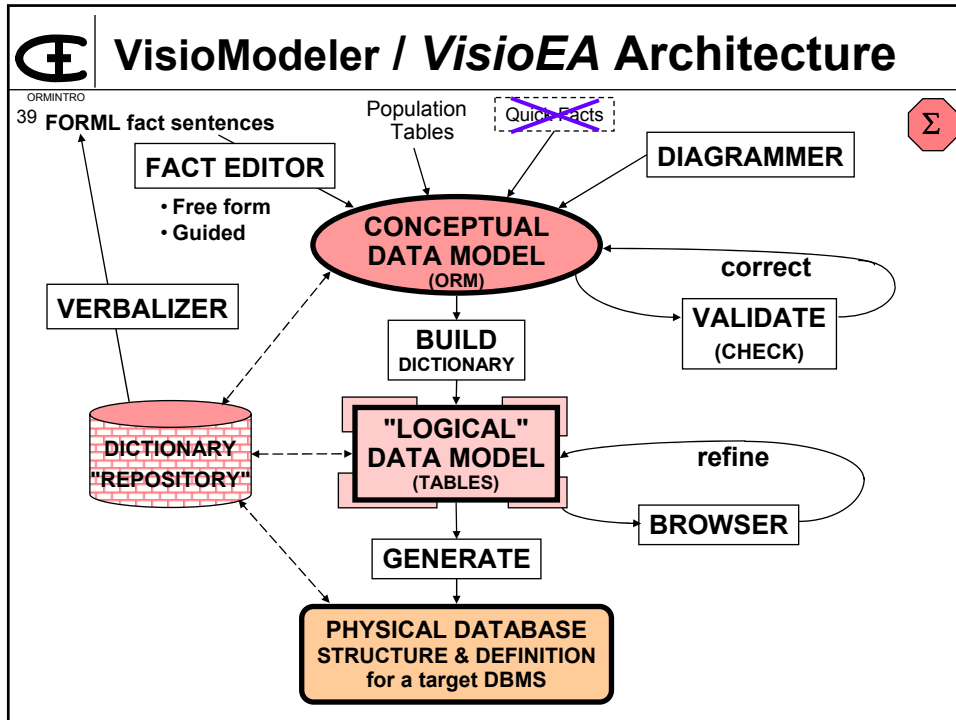 VisioModeler / VisioEA Architecture
ORMINTRO
39
FORML fact sentences
Population
Tables
Quick Facts
Σ
FACT EDITOR
DIAGRAMMER
• Free form
• Guided
CONCEPTUAL
DATA MODEL
(ORM)
correct
VERBALIZER
VALIDATE
(CHECK)
BUILD
DICTIONARY
DICTIONARY
"REPOSITORY"
"LOGICAL"
DATA MODEL
(TABLES)
refine
BROWSER
GENERATE
PHYSICAL DATABASE
STRUCTURE & DEFINITION
for a target DBMS